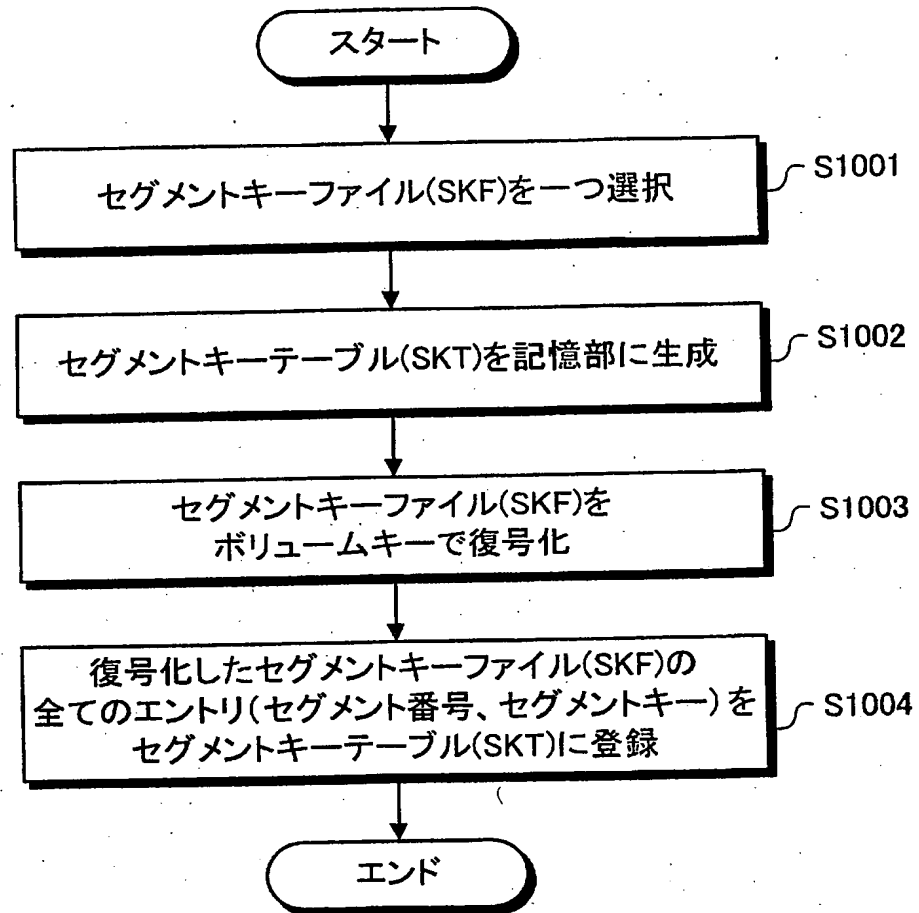 スタート
セグメントキーファイル(SKF)を一つ選択
S1001
セグメントキーテーブル(SKT)を記憶部に生成
S1002
セグメントキーファイル(SKF)を
ボリュームキーで復号化
S1003
復号化したセグメントキーファイル(SKF)の
全てのエントリ(セグメント番号、セグメントキー)を
セグメントキーテーブル(SKT)に登録
S1004
エンド